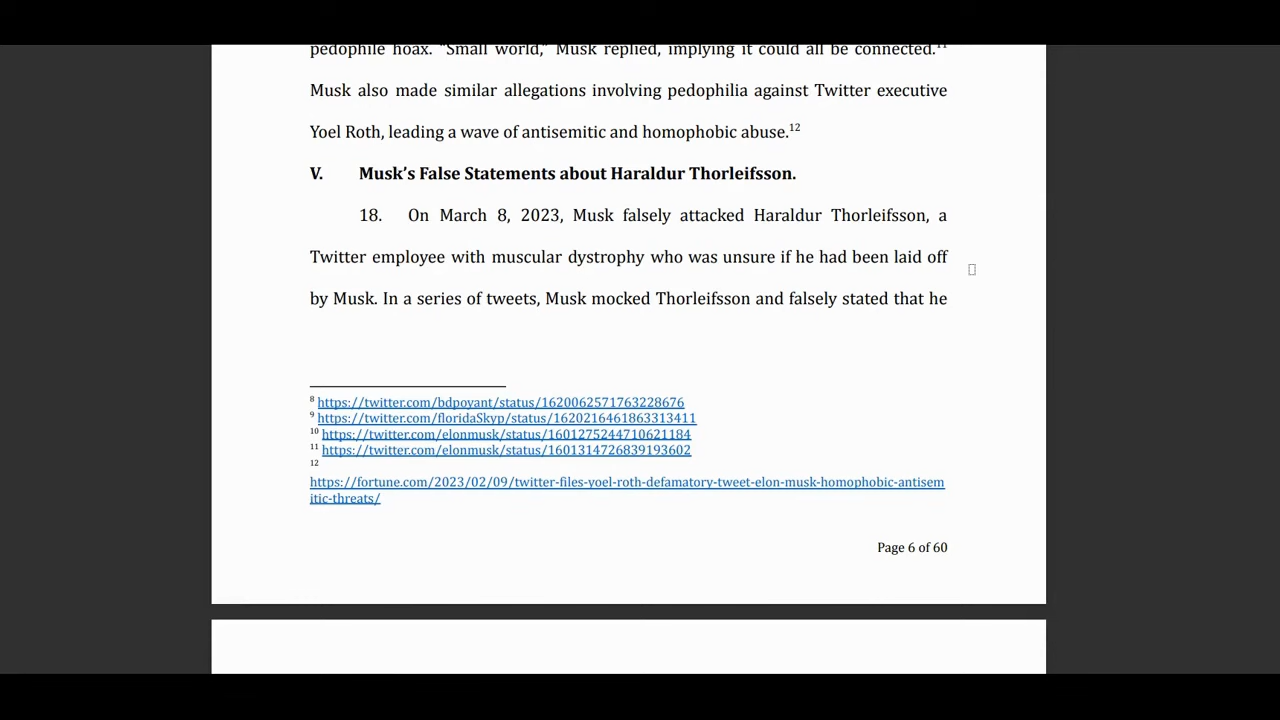 pedophile hoax. “Small world,” Musk replied, implying it could all be connected.11
Musk also made similar allegations involving pedophilia against Twitter executive
Yoel Roth, leading a wave of antisemitic and homophobic abuse.12
V. Musk’s False Statements about Haraldur Thorleifsson.
18. On March 8, 2023, Musk falsely attacked Haraldur Thorleifsson, a
Twitter employee with muscular dystrophy who was unsure if he had been laid off
by Musk. In a series of tweets, Musk mocked Thorleifsson and falsely stated that he
8 https://twitter.com/bdpoyant/status/1620062571763228676
9 https://twitter.com/floridaSkyp/status/1620216461863313411
10 https://twitter.com/elonmusk/status/1601275244710621184
11 https://twitter.com/elonmusk/status/1601314726839193602
12
https://fortune.com/2023/02/09/twitter-files-yoel-roth-defamatory-tweet-elon-musk-homophobic-antisem
itic-threats/
Page 6 of 60